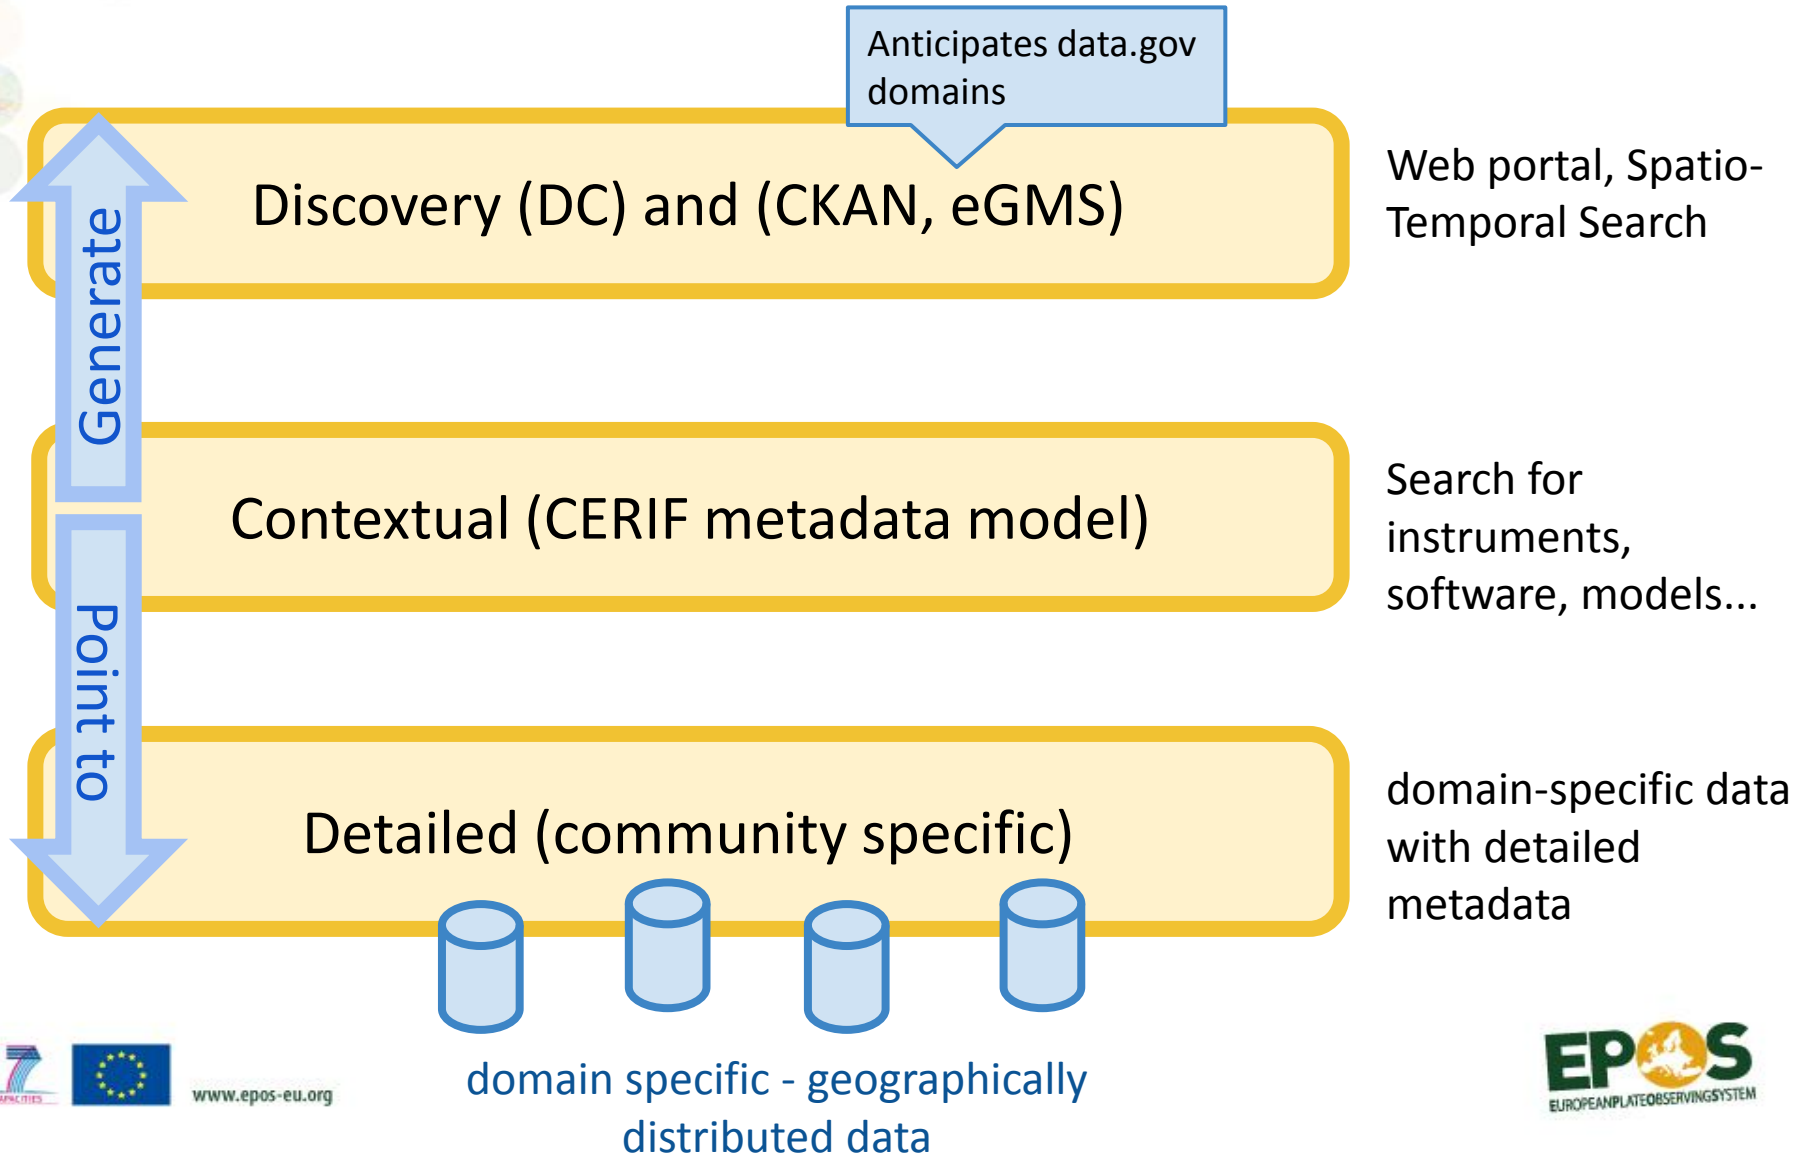 Anticipates data.gov
domains
Discovery (DC) and (CKAN, eGMS)
Web portal, Spatio-
Temporal Search
Generate
Contextual (CERIF metadata model)
Search for
instruments,
software, models...
Point to
Detailed (community specific)
domain-specific data
with detailed
metadata
domain specific - geographically
distributed data
7
CAPACITIES
www.epos-eu.org
EPOS
EUROPEANPLATEOBSERVINGSYSTEM